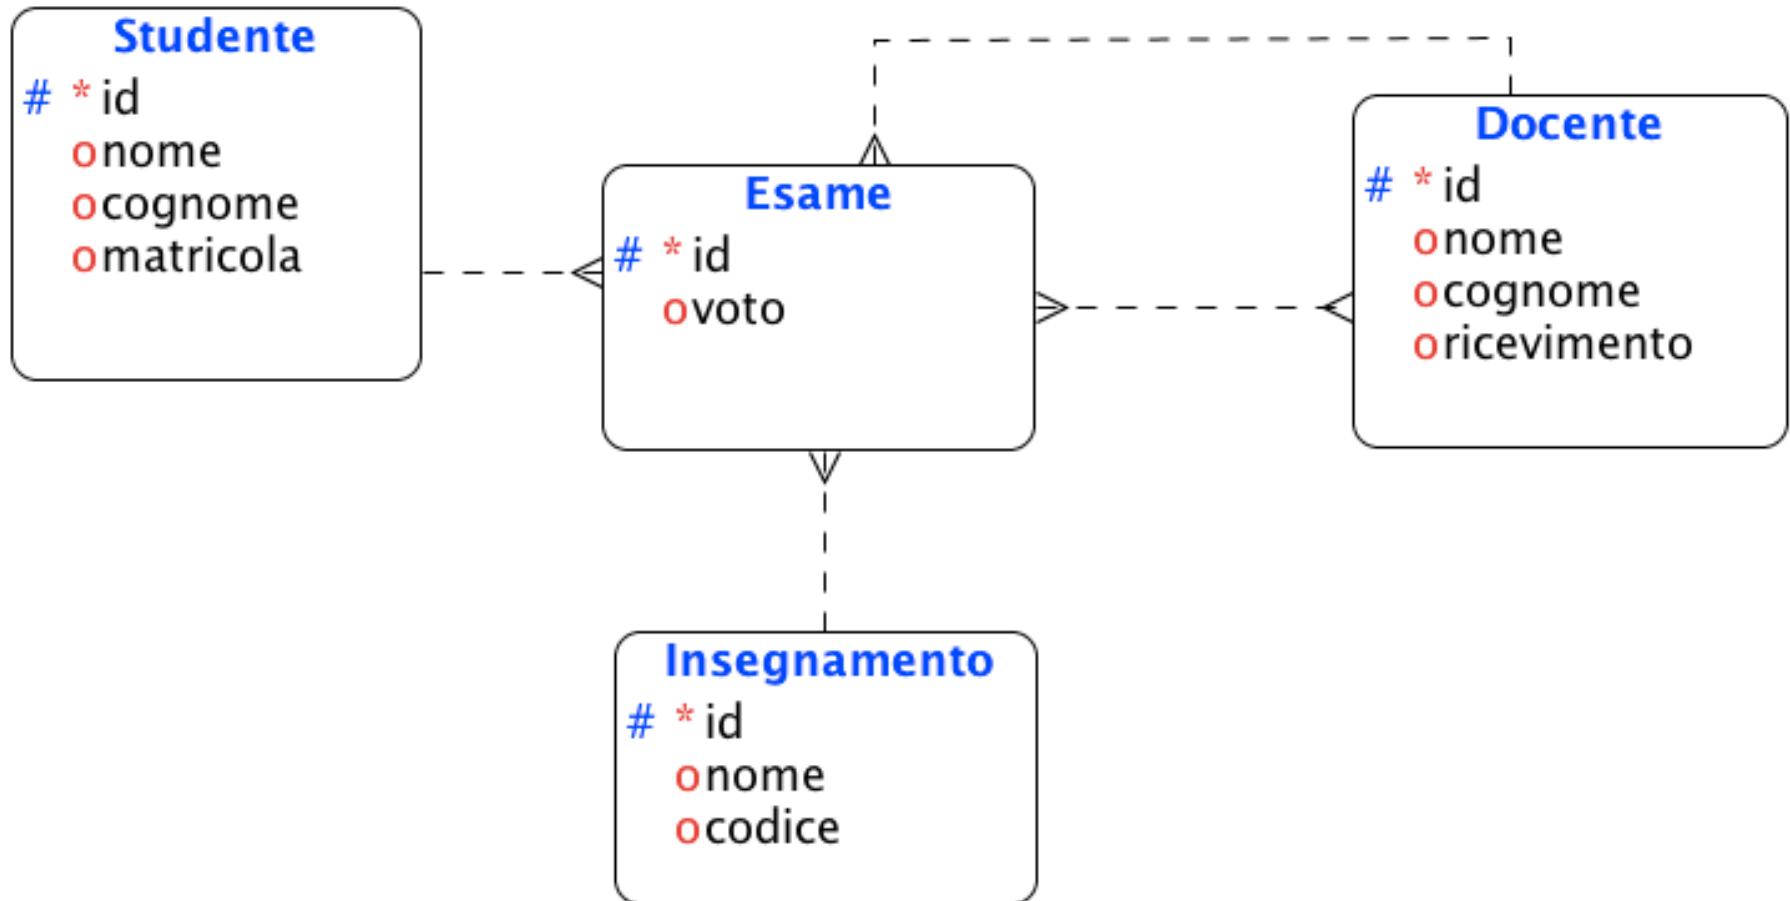 Studente
# * id
o nome
o cognome
o matricola
Esame
# * id
o voto
Docente
# * id
o nome
o cognome
o ricevimento
Insegnamento
# * id
o nome
o codice